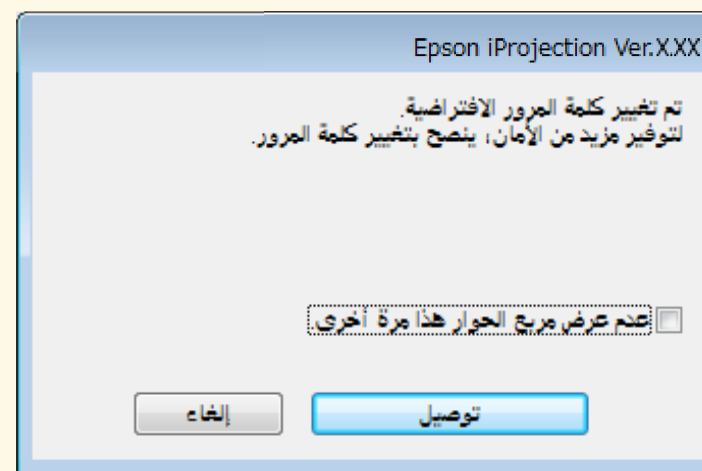 Epson iProjection Ver.X.XX
تم تغيير كلمة المرور الافتراضية.
لتوفير مزيد من الأمان، ينصح بتغيير كلمة المرور.
عدم عرض مربع الحوار هذا مرة أخرى.
توصيل
إلغاء